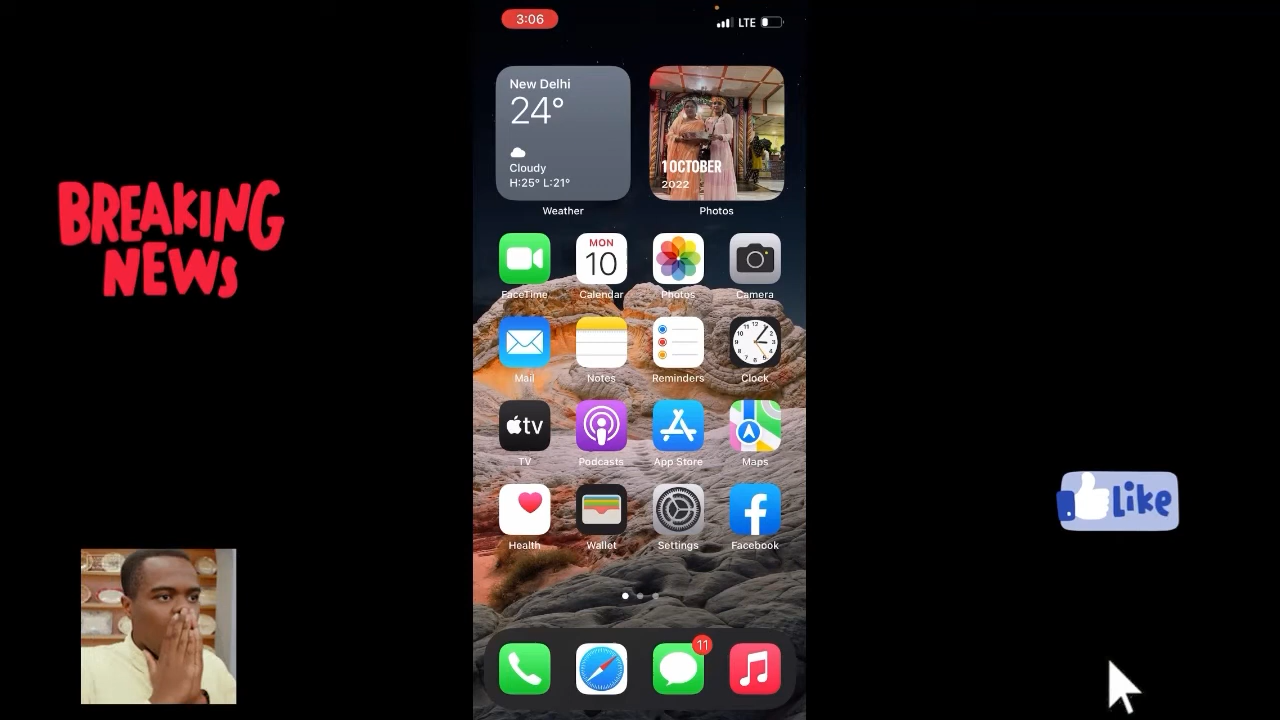 3:06
LTE
New Delhi
24°
Cloudy
H:25° L:21°
Weather
1 OCTOBER
2022
Photos
BREAKING
NEWS
MON
10
FaceTime
Calendar
Photos
Camera
Mail
Notes
Reminders
Clock
tv
TV
Podcasts
App Store
Maps
Health
Wallet
Settings
Facebook
Like
11